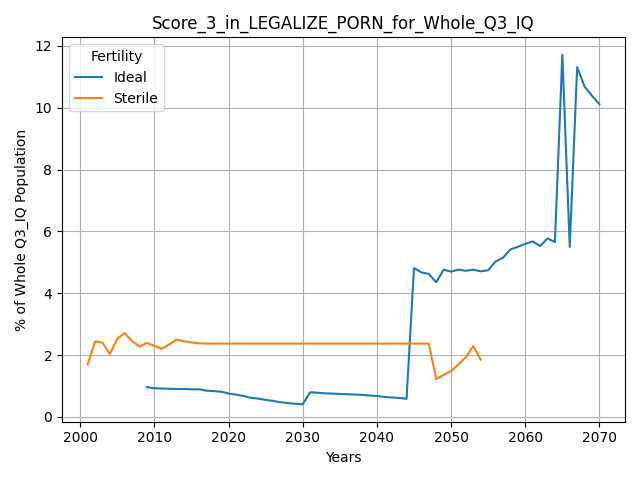 Score_3_in_LEGALIZE_PORN_for_Whole_Q3_IQ
Fertility
Ideal
Sterile
% of Whole Q3_IQ Population
12
10
8
6
4
2
0
2000 2010 2020 2030 2040 2050 2060 2070
Years